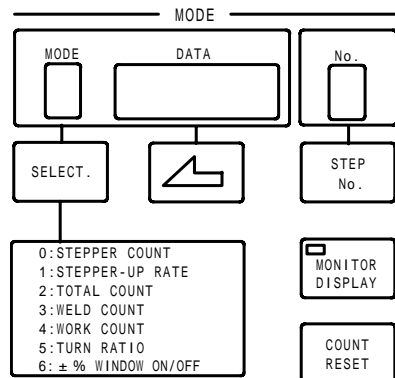 MODE
MODE
DATA
No.
SELECT.
STEP
No.
0:STEPPER COUNT
1:STEPPER-UP RATE
2:TOTAL COUNT
3:WELD COUNT
4:WORK COUNT
5:TURN RATIO
6:±% WINDOW ON/OFF
MONITOR
DISPLAY
COUNT
RESET